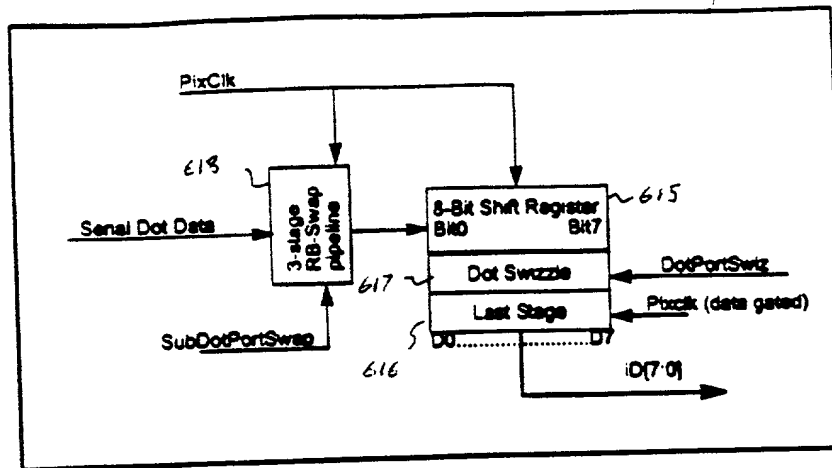 PixClk
618
3-stage
RB-Swap
pipeline
Serial Dot Data
SubDotPortSwap
8-Bit Shift Register
Bit0 Bit7
615
617
Dot Swizzle
DotPortSwiz
Last Stage
Pixclk (data gated)
D0....................D7
616
iD[7:0]